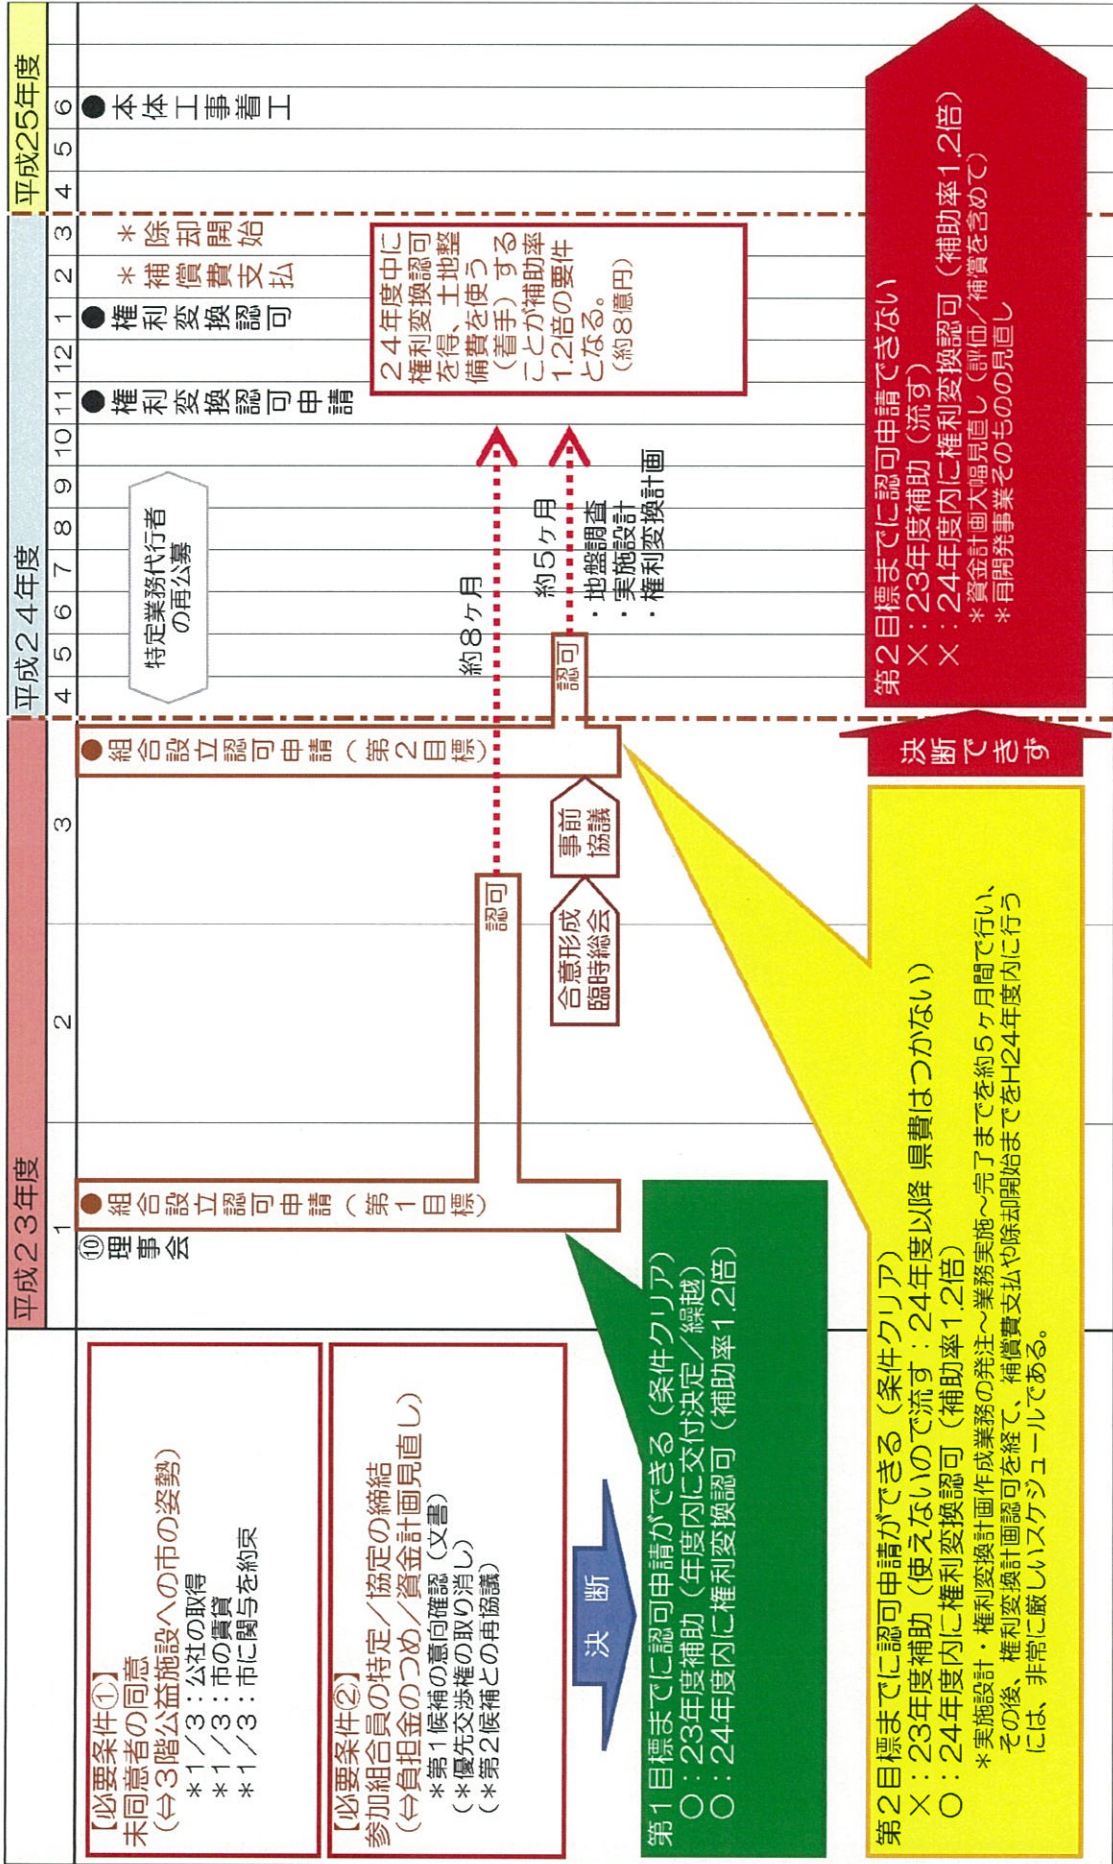 平成23年度
平成24年度
平成25年度
1 2 3 4 5 6 7 8 9 10 11 12 1 2 3 4 5 6
【必要条件①】
未同意者の同意
(⇔3階公益施設への市の姿勢)
*1/3:公社の取得
*1/3:市の賃貸
*1/3:市に関与を約束
【必要条件②】
参加組合員の特定/協定の締結
(⇔負担金のつめ/資金計画見直し)
*第1候補の意向確認(文書)
(*優先交渉権の取り消し)
(*第2候補との再協議)
決 断
⑩
理事会
●組合設立認可申請(第1目標)
認可
約8ヶ月
合意形成
臨時総会
事前
協議
●組合設立認可申請(第2目標)
認可
約5ヶ月
・地盤調査
・実施設計
・権利変換計画
特定業務代行者
の再公募
●権利変換認可申請
●権利変換認可
*補償費支払
*除却開始
●本体工事着工
24年度中に
権利変換認可
を得、土地整
備費を使う
(着手)する
ことが補助率
1.2倍の要件
となる。
(約8億円)
第1目標までに認可申請ができる(条件クリア)
○:23年度補助(年度内に交付決定/繰越)
○:24年度内に権利変換認可(補助率1.2倍)
第2目標までに認可申請ができる(条件クリア)
×:23年度補助(使えないので流す:24年度以降 県費はつかない)
○:24年度内に権利変換認可(補助率1.2倍)
*実施設計・権利変換計画作成業務の発注~業務実施~完了までを約5ヶ月間で行い、
その後、権利変換計画認可を経て、補償費支払や除却開始までをH24年度内に行う
には、非常に厳しいスケジュールである。
決断
できず
第2目標までに認可申請できない
×:23年度補助(流す)
×:24年度内に権利変換認可(補助率1.2倍)
*資金計画大幅見直し(評価/補償を含めて)
*再開発事業そのものの見直し